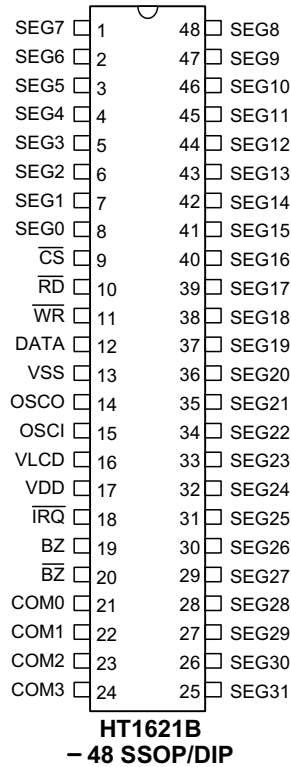 SEG7 1 48 SEG8
SEG6 2 47 SEG9
SEG5 3 46 SEG10
SEG4 4 45 SEG11
SEG3 5 44 SEG12
SEG2 6 43 SEG13
SEG1 7 42 SEG14
SEG0 8 41 SEG15
C̅S̅ 9 40 SEG16
R̅D̅ 10 39 SEG17
W̅R̅ 11 38 SEG18
DATA 12 37 SEG19
VSS 13 36 SEG20
OSCO 14 35 SEG21
OSCI 15 34 SEG22
VLCD 16 33 SEG23
VDD 17 32 SEG24
I̅R̅Q̅ 18 31 SEG25
BZ 19 30 SEG26
B̅Z̅ 20 29 SEG27
COM0 21 28 SEG28
COM1 22 27 SEG29
COM2 23 26 SEG30
COM3 24 25 SEG31
HT1621B
– 48 SSOP/DIP